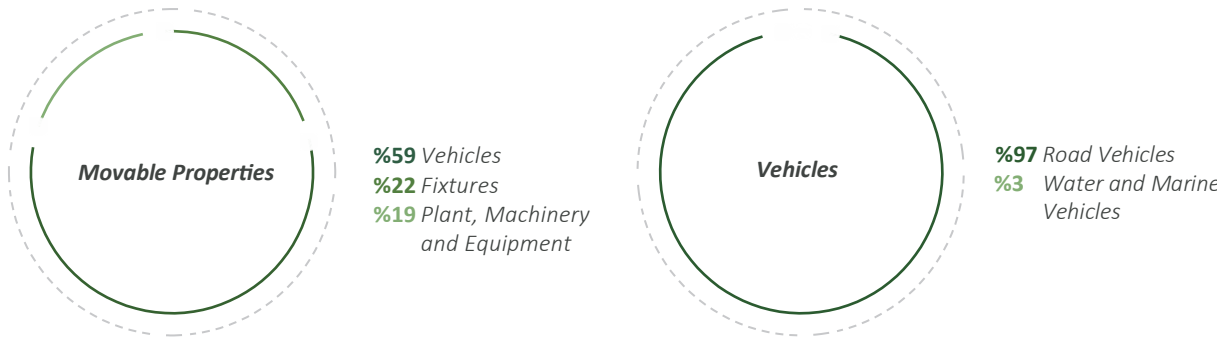 Movable Properties
%59 Vehicles
%22 Fixtures
%19 Plant, Machinery
and Equipment
Vehicles
%97 Road Vehicles
%3 Water and Marine
Vehicles